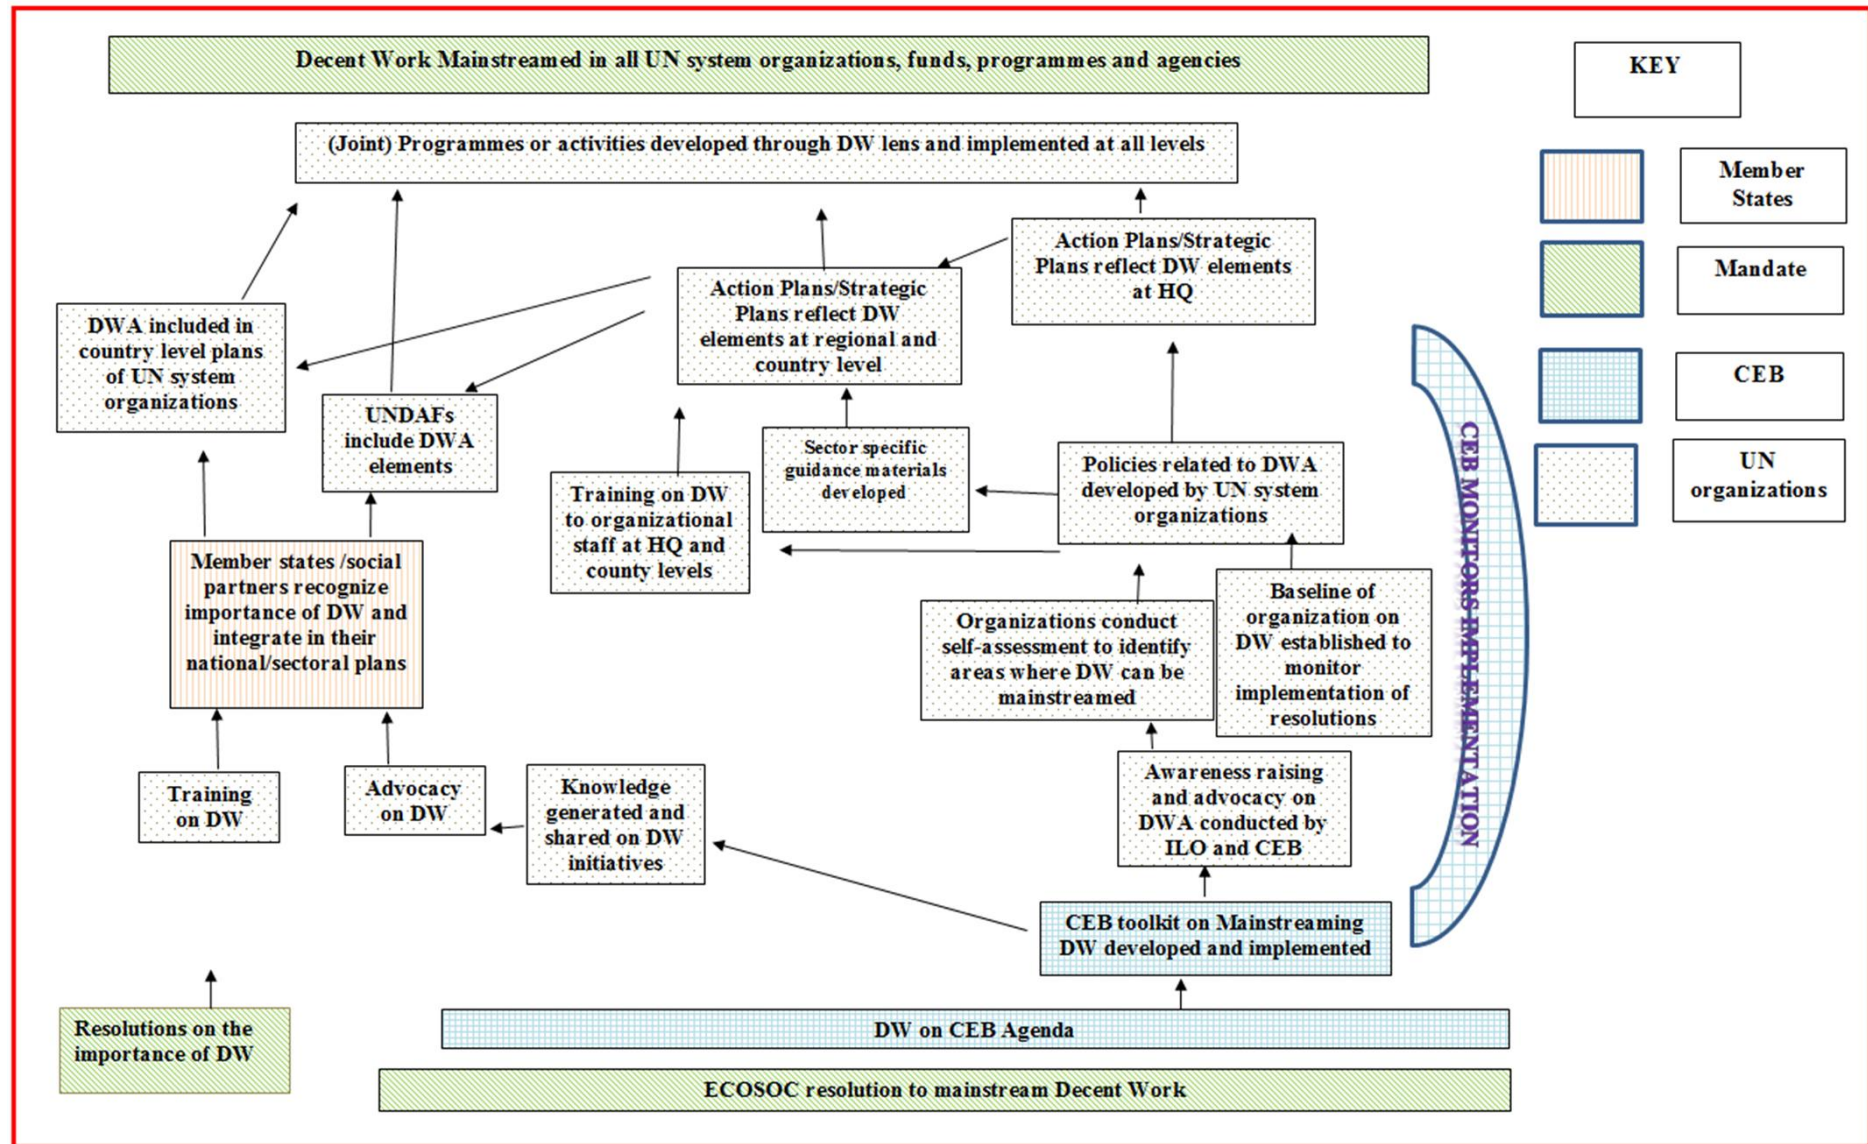 Decent Work Mainstreamed in all UN system organizations, funds, programmes and agencies
KEY
(Joint) Programmes or activities developed through DW lens and implemented at all levels
Member
States
Mandate
CEB
UN
organizations
Action Plans/Strategic
Plans reflect DW elements
at HQ
Action Plans/Strategic
Plans reflect DW
elements at regional and
country level
DWA included in
country level plans
of UN system
organizations
UNDAFs
include DWA
elements
Sector specific
guidance materials
developed
Policies related to DWA
developed by UN system
organizations
Training on DW
to organizational
staff at HQ and
county levels
Member states /social
partners recognize
importance of DW and
integrate in their
national/sectoral plans
Organizations conduct
self-assessment to identify
areas where DW can be
mainstreamed
Baseline of
organization on
DW established to
monitor
implementation of
resolutions
CEB MONITORS IMPLEMENTATION
Training
on DW
Advocacy
on DW
Knowledge
generated and
shared on DW
initiatives
Awareness raising
and advocacy on
DWA conducted by
ILO and CEB
CEB toolkit on Mainstreaming
DW developed and implemented
Resolutions on the
importance of DW
DW on CEB Agenda
ECOSOC resolution to mainstream Decent Work